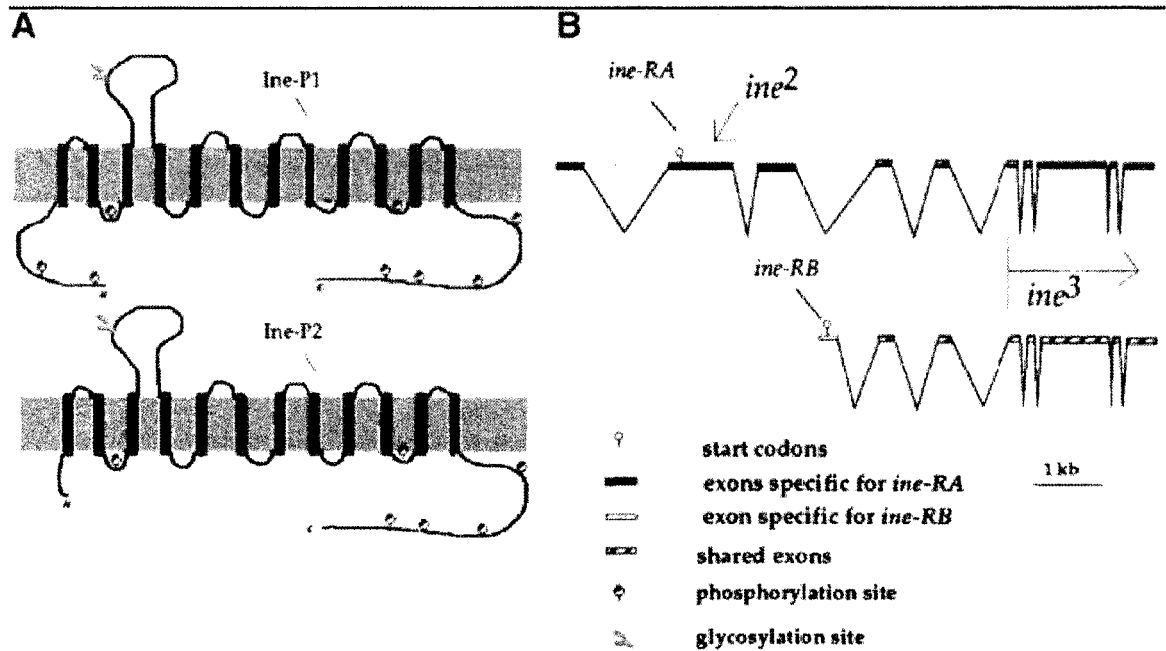 A
B
Ine-P1
ine-RA
ine2
ine-RB
ine3
Ine-P2
start codons
exons specific for ine-RA
exon specific for ine-RB
shared exons
phosphorylation site
glycosylation site
1 kb